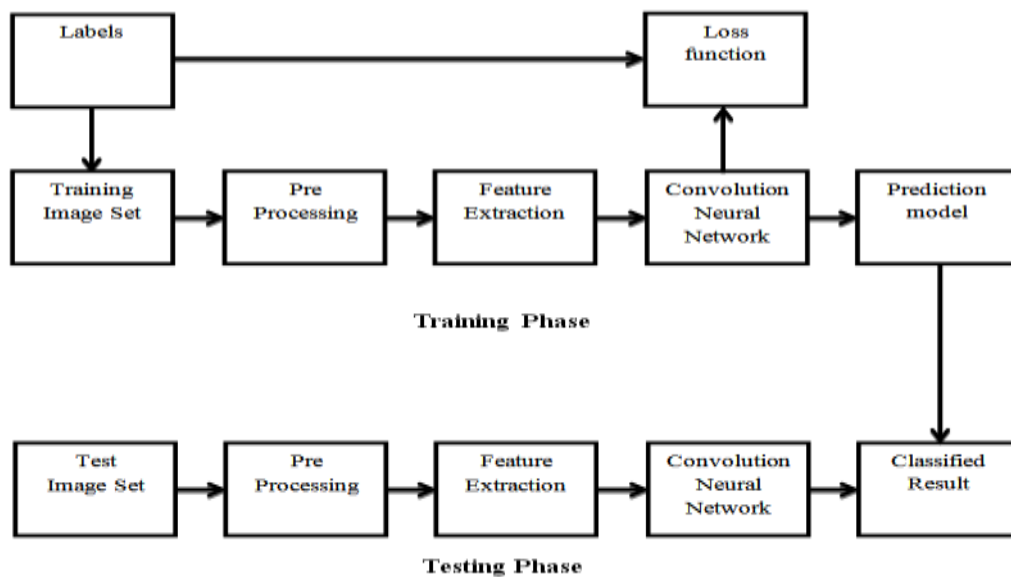 Labels
Loss
function
Training
Image Set
Pre
Processing
Feature
Extraction
Convolution
Neural
Network
Prediction
model
Training Phase
Test
Image Set
Pre
Processing
Feature
Extraction
Convolution
Neural
Network
Classified
Result
Testing Phase